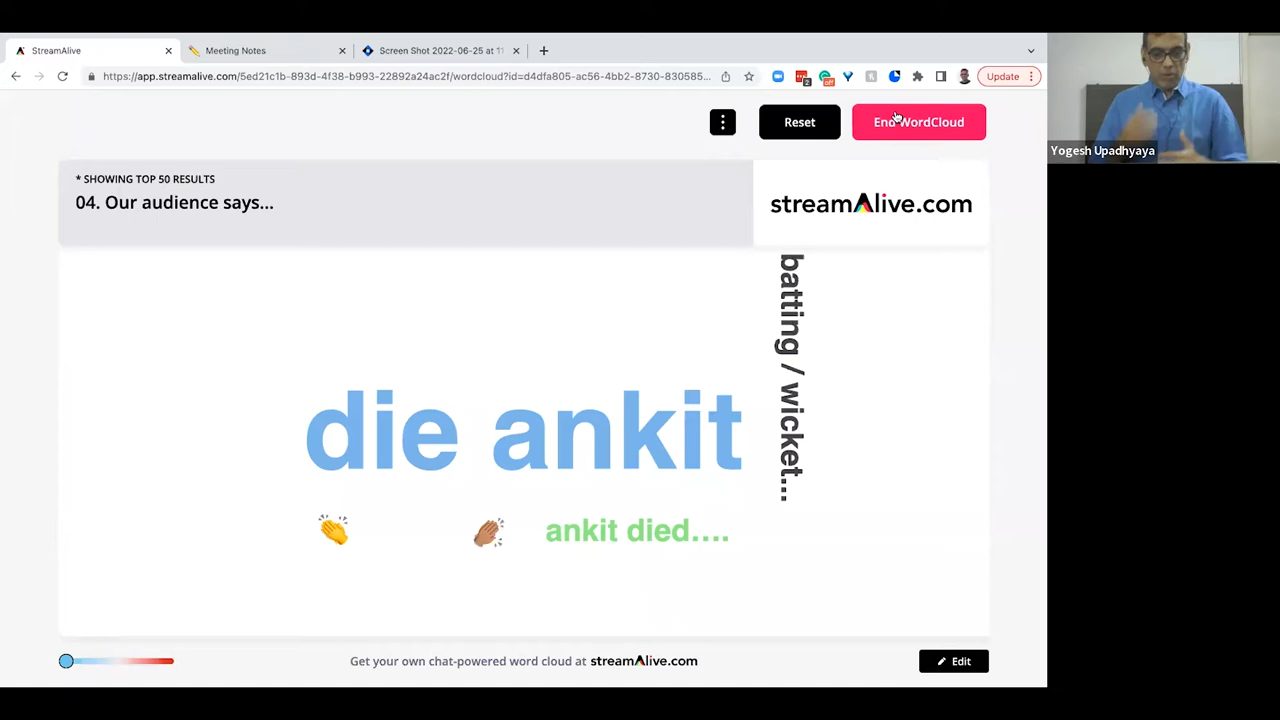 StreamAlive
Meeting Notes
Screen Shot 2022-06-25 at 11
https://app.streamalive.com/5ed21c1b-893d-4f38-b993-22892a24ac2f/wordcloud?id=d4dfa805-ac56-4bb2-8730-830585...
2
off
Update
Reset
End WordCloud
Yogesh Upadhyaya
* SHOWING TOP 50 RESULTS
04. Our audience says...
streamAlive.com
batting / wicket...
die ankit
ankit died....
Get your own chat-powered word cloud at streamAlive.com
Edit